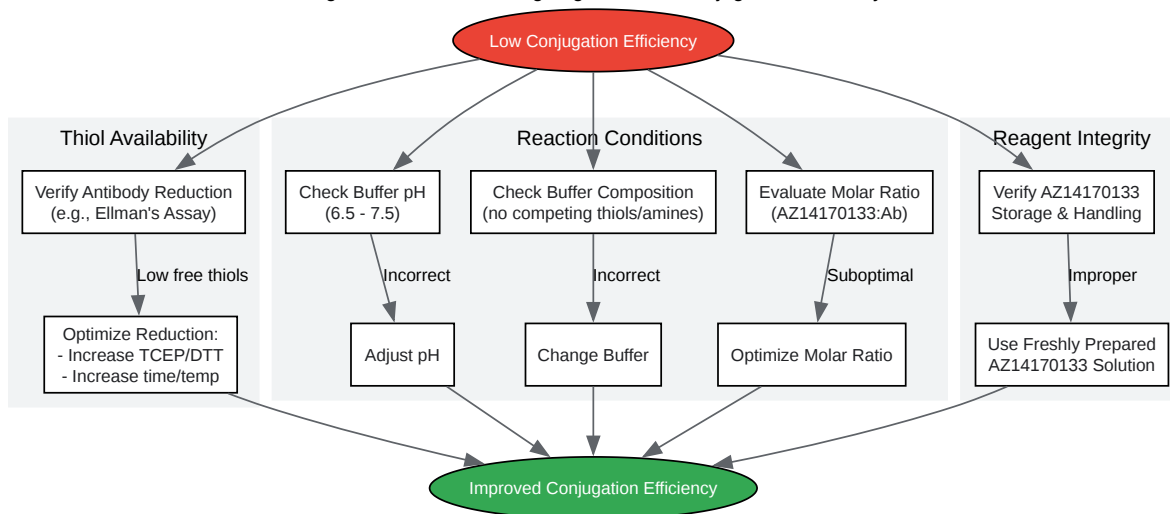 Low Conjugation Efficiency
Thiol Availability
Reaction Conditions
Reagent Integrity
Verify Antibody Reduction
(e.g., Ellman's Assay)
Check Buffer pH
(6.5 - 7.5)
Check Buffer Composition
(no competing thiols/amines)
Evaluate Molar Ratio
(AZ14170133:Ab)
Verify AZ14170133
Storage & Handling
Low free thiols
Incorrect
Incorrect
Suboptimal
Improper
Optimize Reduction:
- Increase TCEP/DTT
- Increase time/temp
Adjust pH
Change Buffer
Optimize Molar Ratio
Use Freshly Prepared
AZ14170133 Solution
Improved Conjugation Efficiency